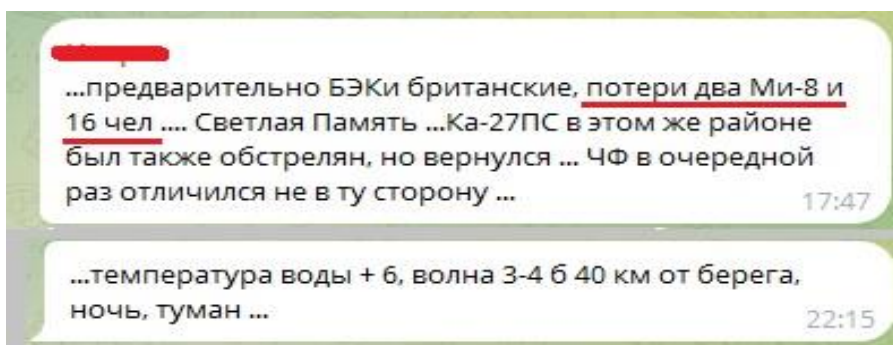 ...предварительно БЭКи британские, потери два Ми-8 и
16 чел .... Светлая Память ...Ка-27ПС в этом же районе
был также обстрелян, но вернулся ... ЧФ в очередной
раз отличился не в ту сторону ...
17:47
...температура воды + 6, волна 3-4 б 40 км от берега,
ночь, туман ...
22:15